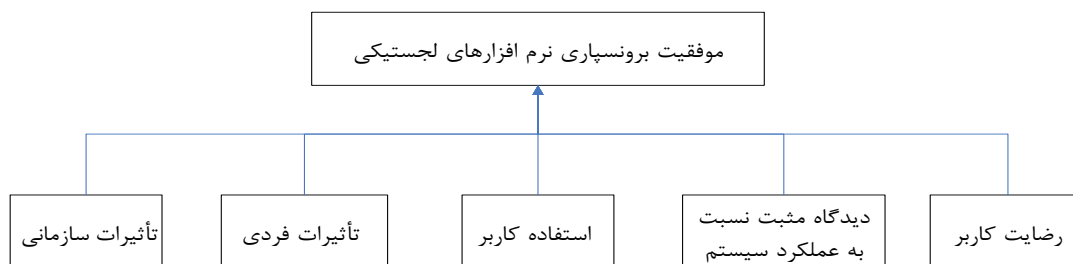 موفقیت برونسپاری نرم افزارهای لجستیکی
رضایت کاربر
دیدگاه مثبت نسبت
به عملکرد سیستم
استفاده کاربر
تأثیرات فردی
تأثیرات سازمانی